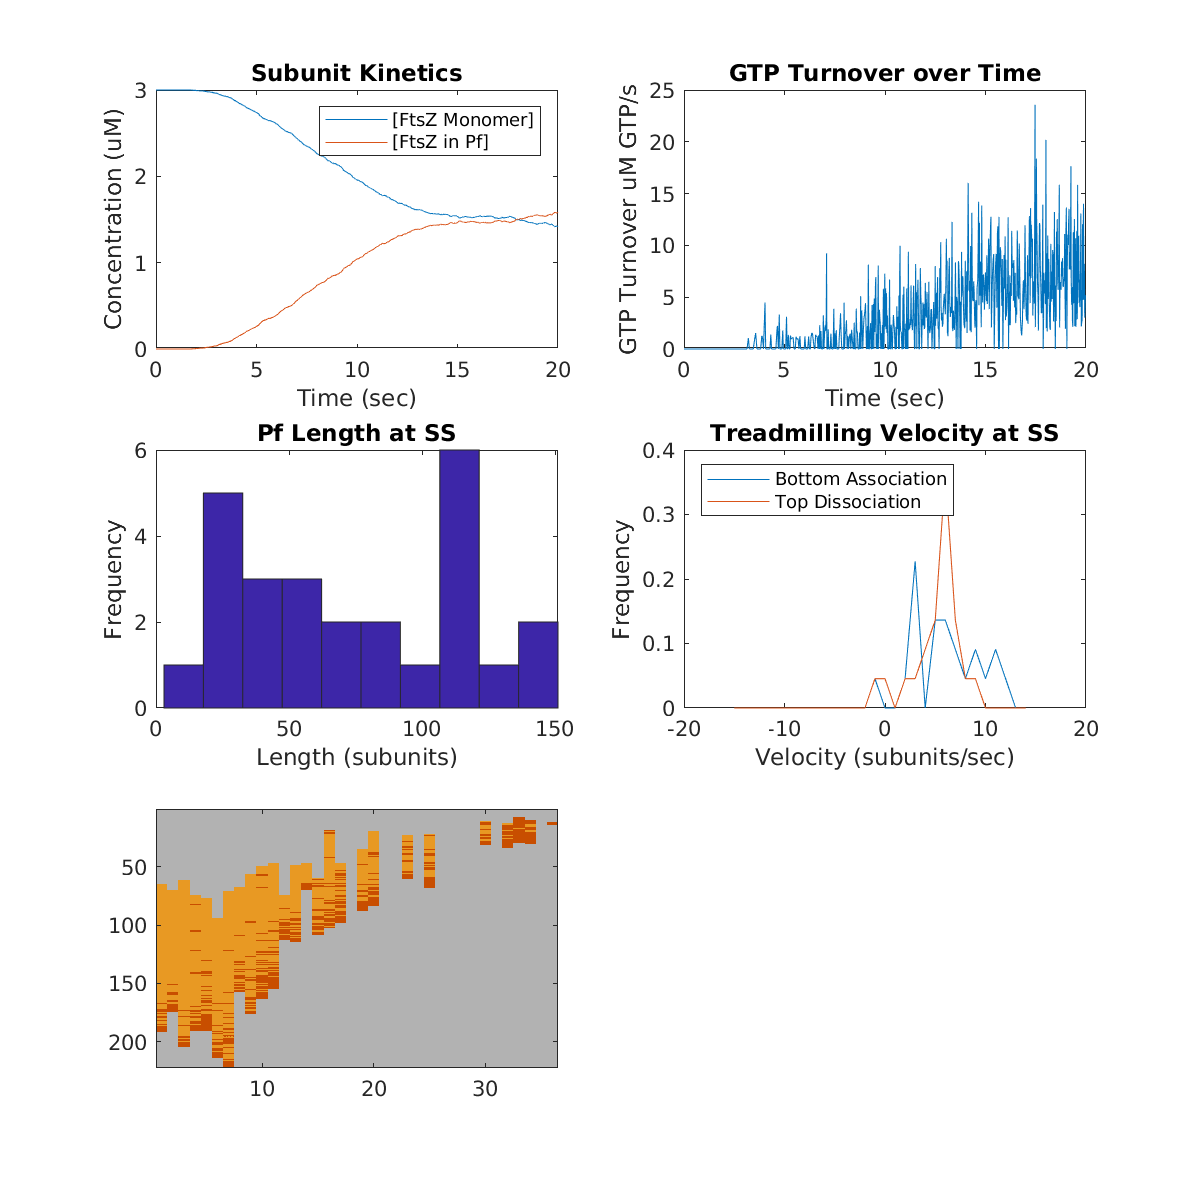 Subunit Kinetics
3
2
1
0
Concentration (uM)
[FtsZ Monomer]
[FtsZ in Pf]
0 5 10 15 20
Time (sec)
GTP Turnover over Time
25
20
15
10
5
0
GTP Turnover uM GTP/s
0 5 10 15 20
Time (sec)
Pf Length at SS
6
4
2
0
Frequency
0 50 100 150
Length (subunits)
Treadmilling Velocity at SS
0.4
0.3
0.2
0.1
0
Frequency
Bottom Association
Top Dissociation
-20 -10 0 10 20
Velocity (subunits/sec)
50
100
150
200
10 20 30